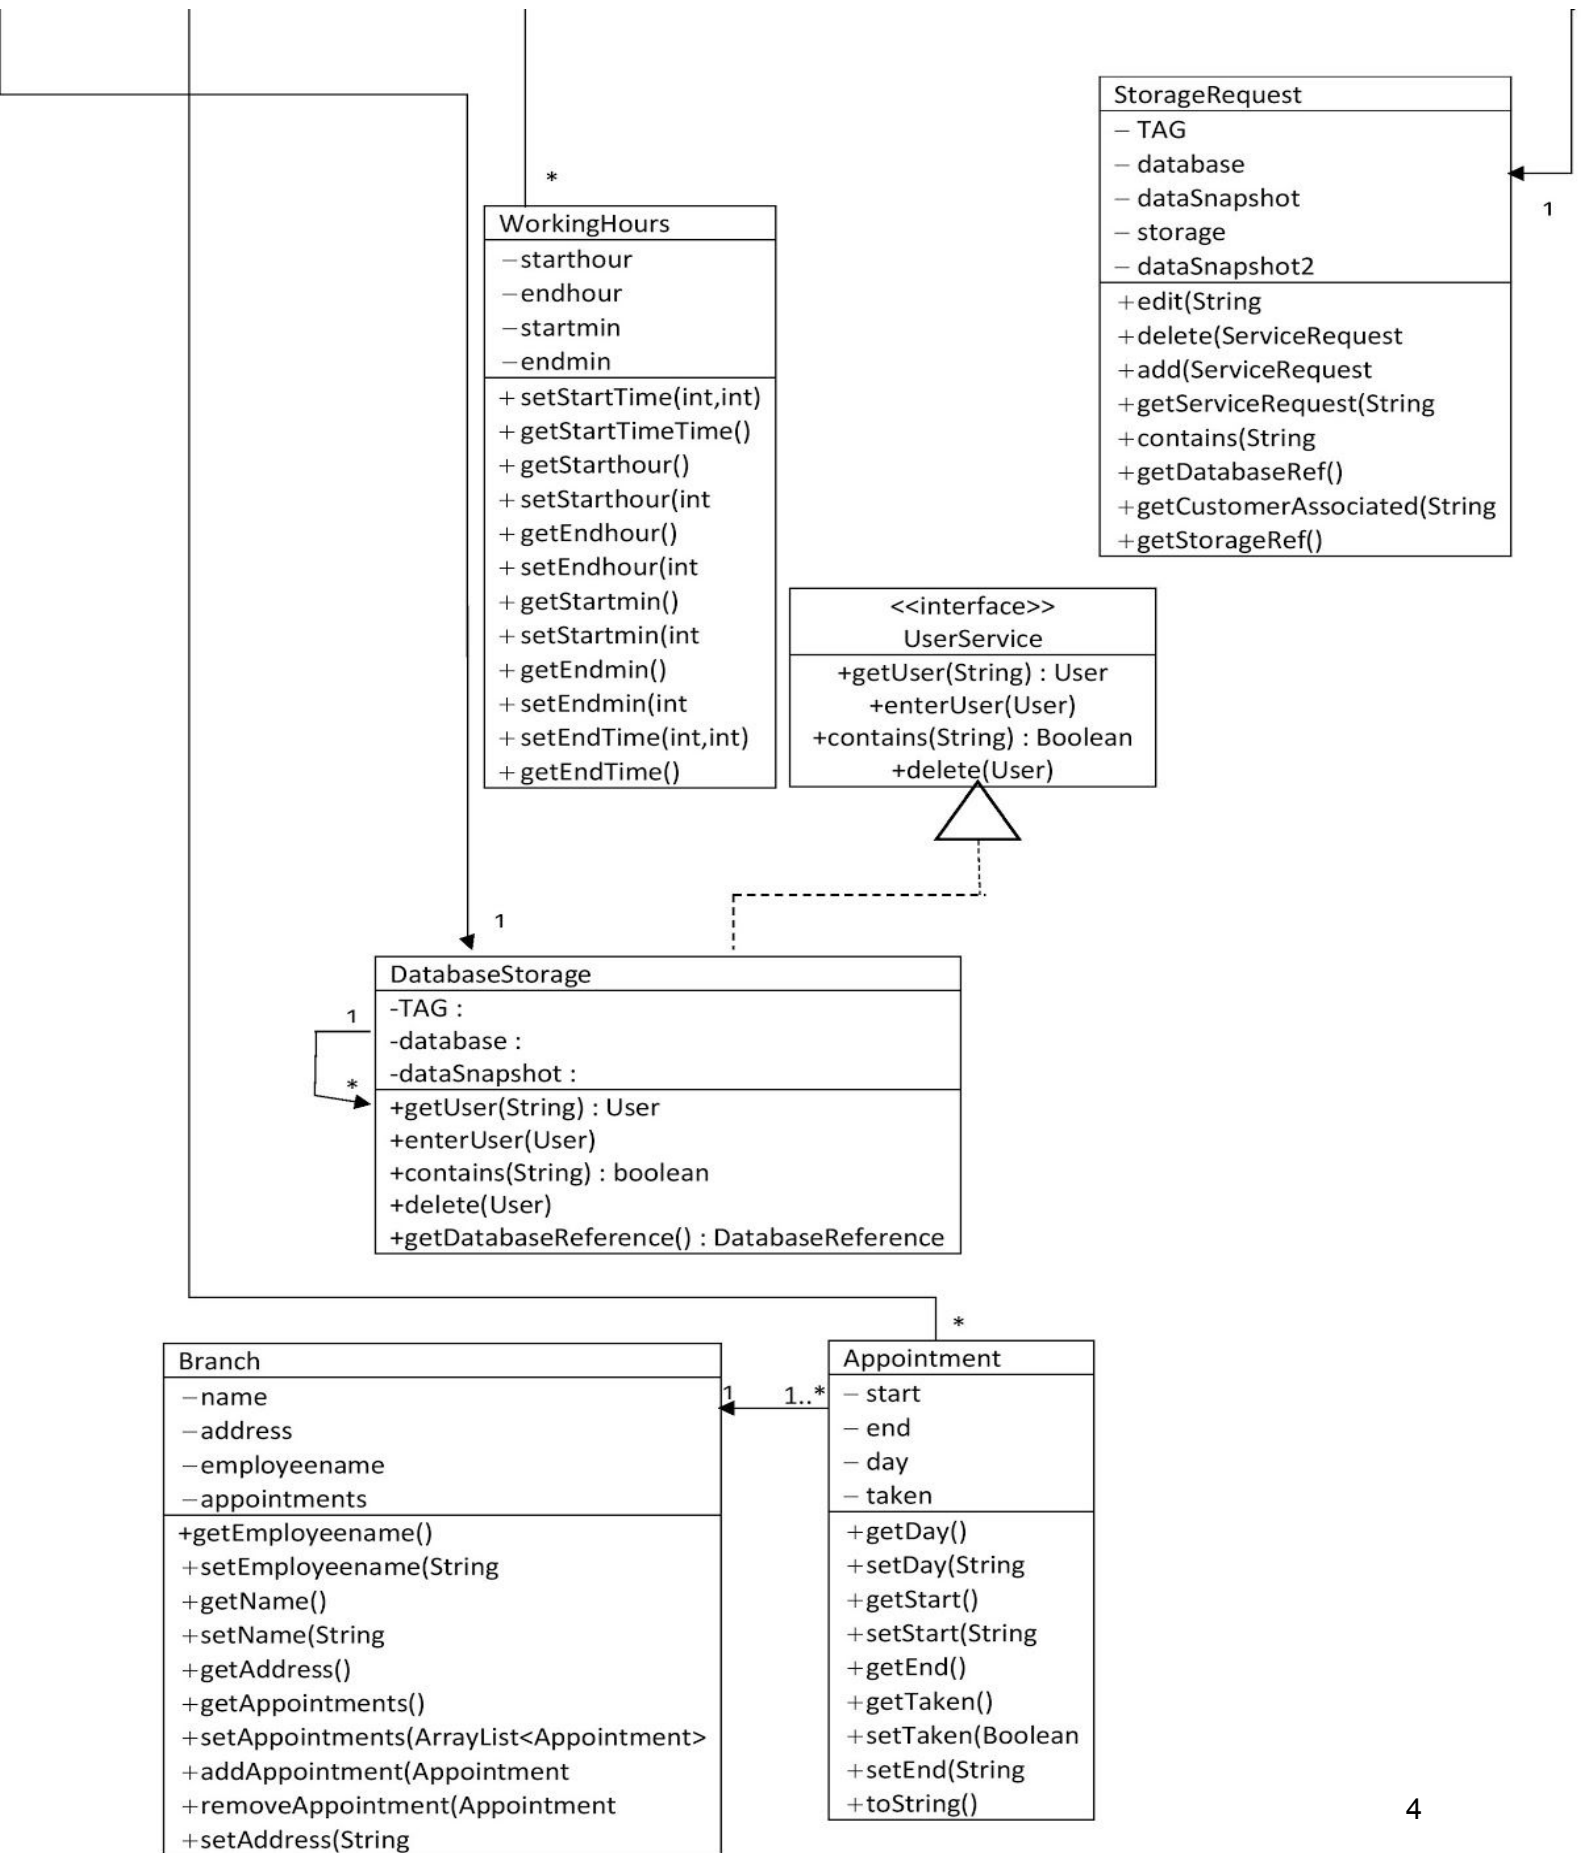 StorageRequest
– TAG
– database
– dataSnapshot
– storage
– dataSnapshot2
+edit(String
+delete(ServiceRequest
+add(ServiceRequest
+getServiceRequest(String
+contains(String
+getDatabaseRef()
+getCustomerAssociated(String
+getStorageRef()
1
*
WorkingHours
–starthour
–endhour
–startmin
–endmin
+ setStartTime(int,int)
+ getStartTimeTime()
+ getStarthour()
+ setStarthour(int
+ getEndhour()
+ setEndhour(int
+ getStartmin()
+ setStartmin(int
+ getEndmin()
+ setEndmin(int
+ setEndTime(int,int)
+ getEndTime()
<<interface>>
UserService
+getUser(String) : User
+enterUser(User)
+contains(String) : Boolean
+delete(User)
1
DatabaseStorage
-TAG :
-database :
-dataSnapshot :
+getUser(String) : User
+enterUser(User)
+contains(String) : boolean
+delete(User)
+getDatabaseReference() : DatabaseReference
1
*
*
Branch
–name
–address
–employeename
–appointments
+getEmployeename()
+setEmployeename(String
+getName()
+setName(String
+getAddress()
+getAppointments()
+setAppointments(ArrayList<Appointment>
+addAppointment(Appointment
+removeAppointment(Appointment
+setAddress(String
1
1..*
Appointment
– start
– end
– day
– taken
+getDay()
+setDay(String
+getStart()
+setStart(String
+getEnd()
+getTaken()
+setTaken(Boolean
+setEnd(String
+toString()
4